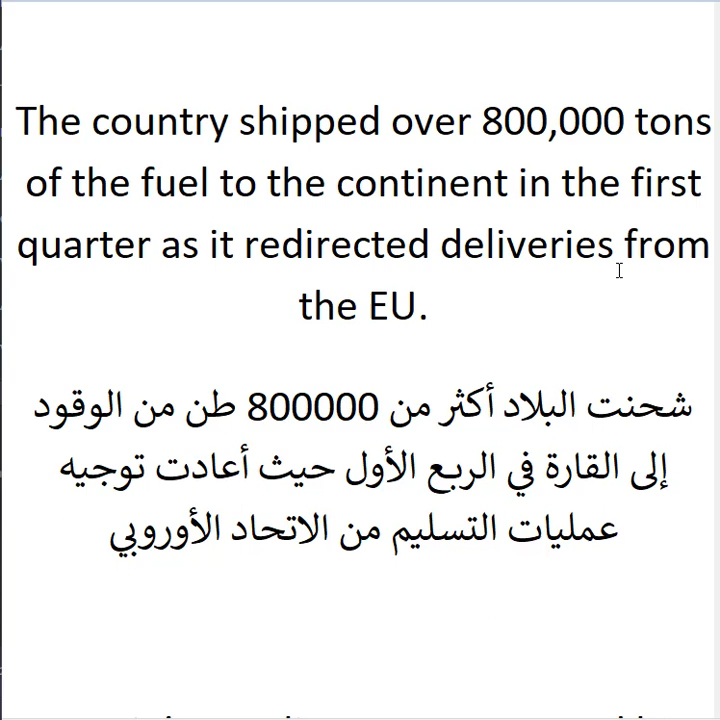 The country shipped over 800,000 tons
of the fuel to the continent in the first
quarter as it redirected deliveries from
the EU.
شحنت البلاد أكثر من 800000 طن من الوقود
إلى القارة في الربع الأول حيث أعادت توجيه
عمليات التسليم من الاتحاد الأوروبي